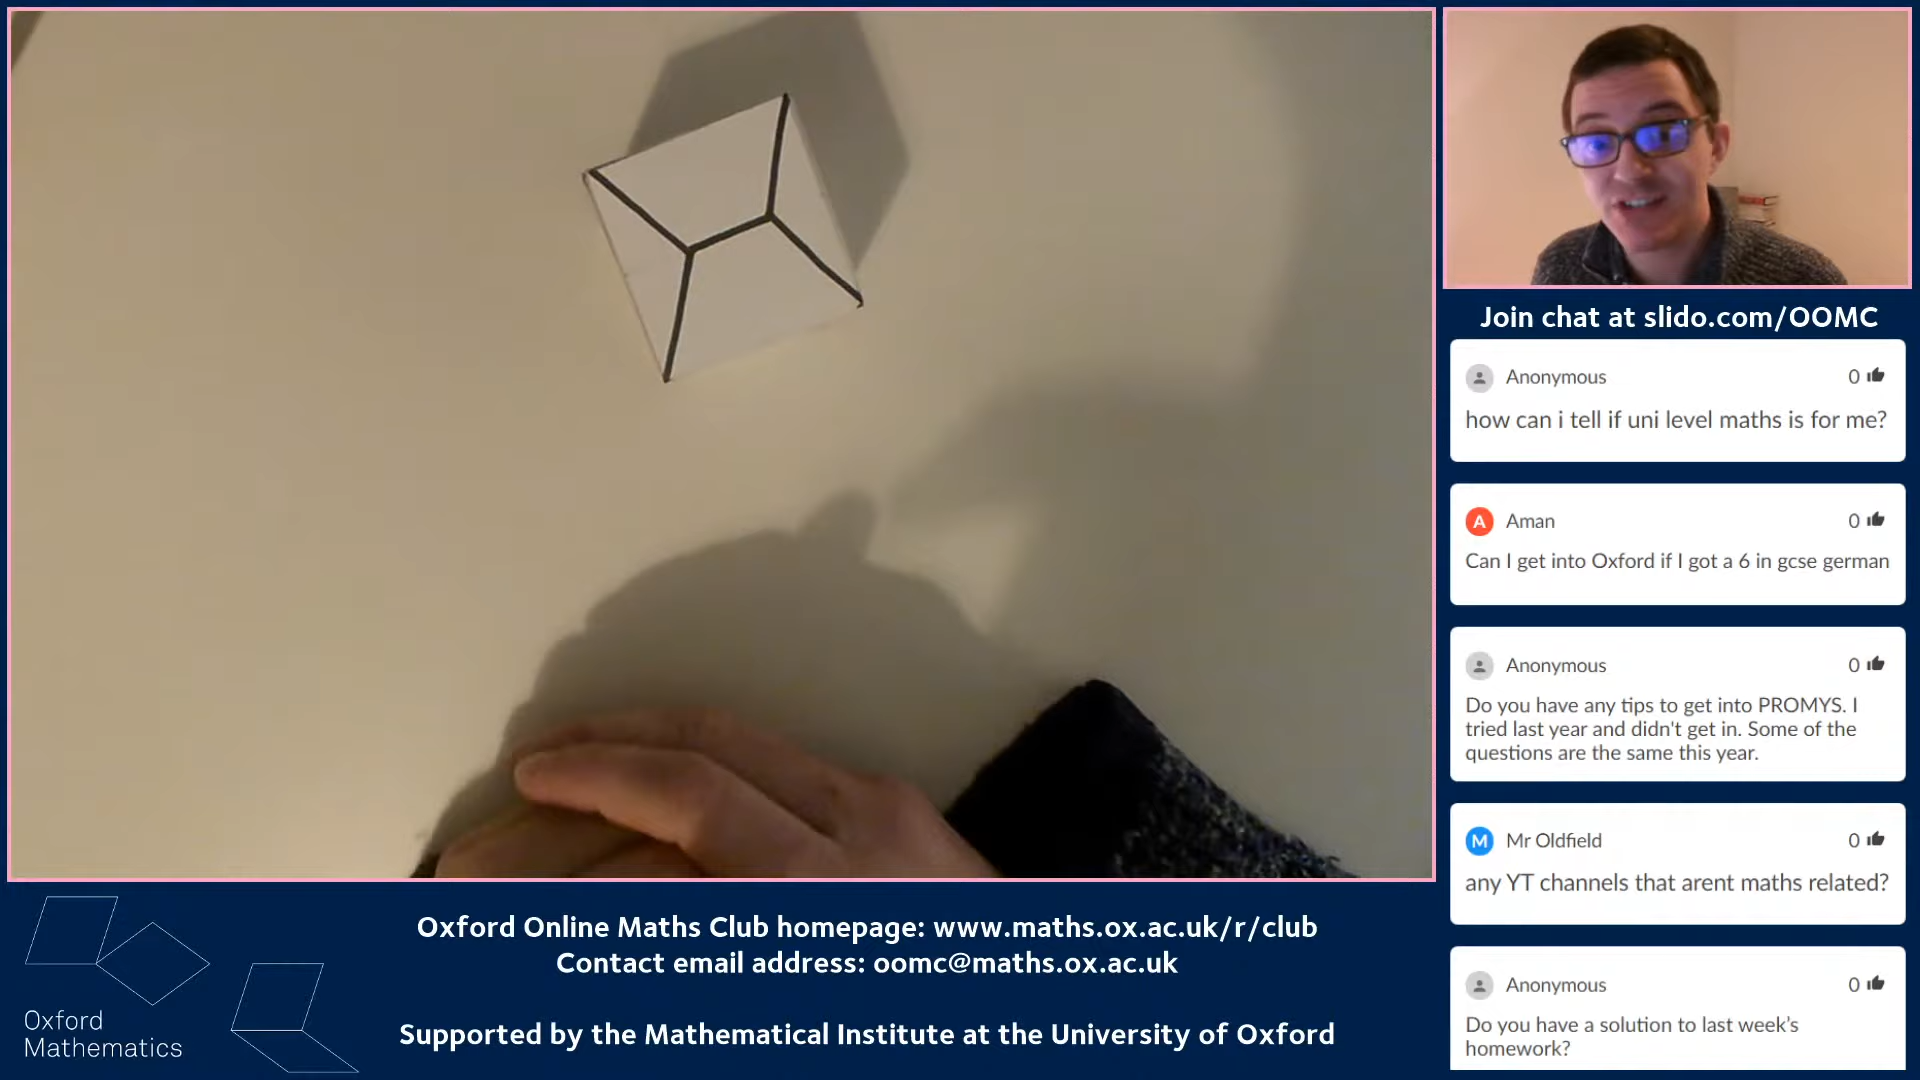 Join chat at slido.com/OOMC
Anonymous 0
how can i tell if uni level maths is for me?
A Aman 0
Can I get into Oxford if I got a 6 in gcse german
Anonymous 0
Do you have any tips to get into PROMYS. I
tried last year and didn't get in. Some of the
questions are the same this year.
M Mr Oldfield 0
any YT channels that arent maths related?
Anonymous 0
Do you have a solution to last week's
homework?
Oxford
Mathematics
Oxford Online Maths Club homepage: www.maths.ox.ac.uk/r/club
Contact email address: oomc@maths.ox.ac.uk
Supported by the Mathematical Institute at the University of Oxford